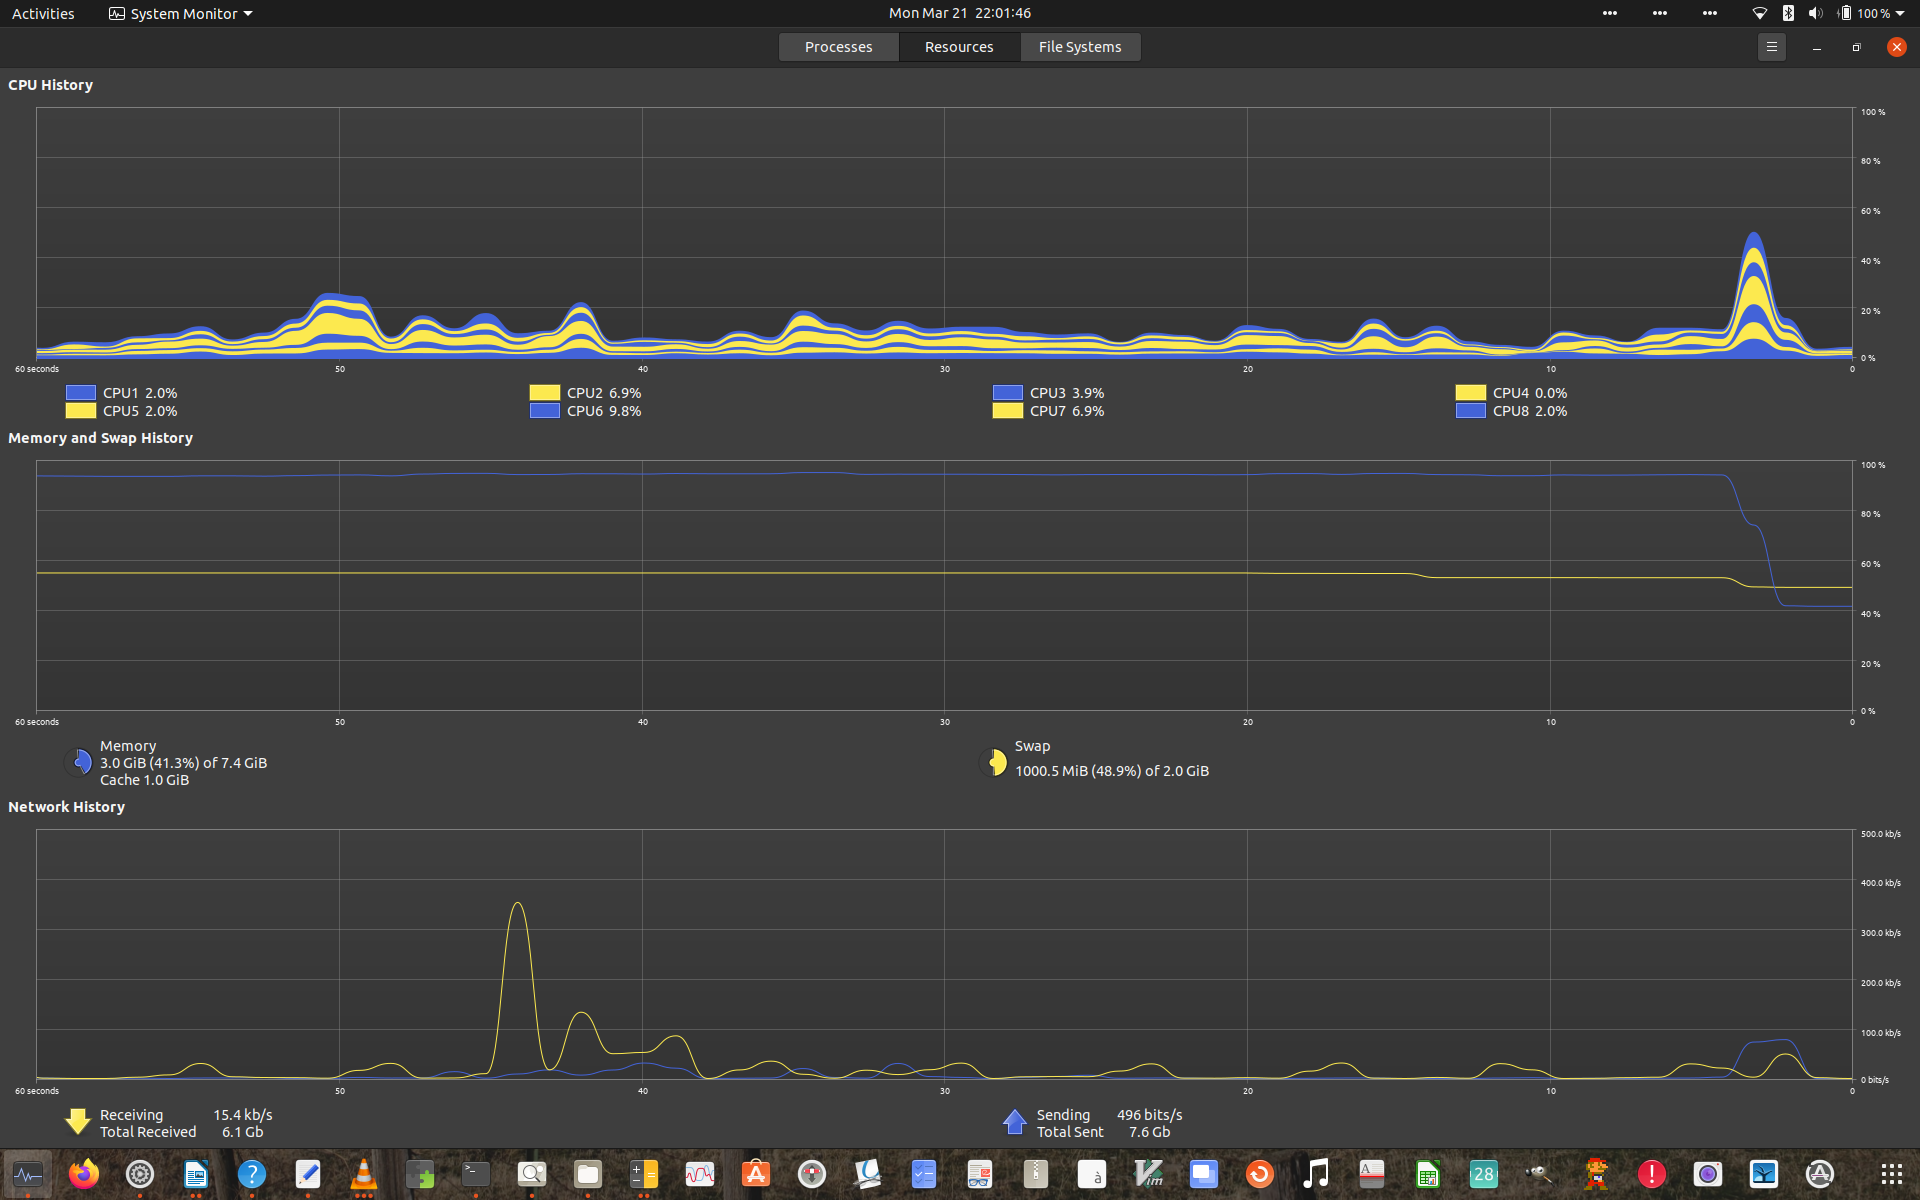 Activities System Monitor Mon Mar 21 22:01:46 100 %
Processes Resources File Systems
CPU History
100 %
80 %
60 %
40 %
20 %
0 %
60 seconds 50 40 30 20 10 0
CPU1 2.0% CPU2 6.9% CPU3 3.9% CPU4 0.0%
CPU5 2.0% CPU6 9.8% CPU7 6.9% CPU8 2.0%
Memory and Swap History
100 %
80 %
60 %
40 %
20 %
0 %
60 seconds 50 40 30 20 10 0
Memory
3.0 GiB (41.3%) of 7.4 GiB
Cache 1.0 GiB
Swap
1000.5 MiB (48.9%) of 2.0 GiB
Network History
500.0 kb/s
400.0 kb/s
300.0 kb/s
200.0 kb/s
100.0 kb/s
0 bits/s
60 seconds 50 40 30 20 10 0
Receiving 15.4 kb/s
Total Received 6.1 Gb
Sending 496 bits/s
Total Sent 7.6 Gb
? >_ A à Vim A 28 !